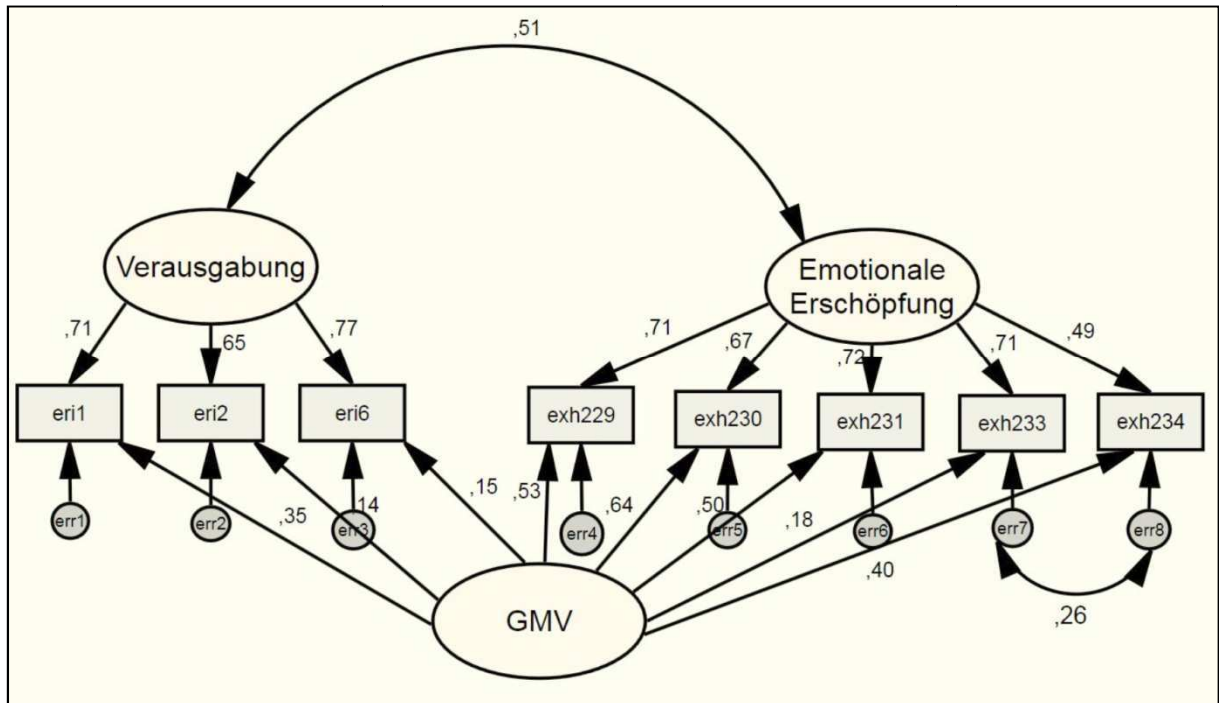 ,51
Verausgabung
Emotionale
Erschöpfung
,71
65
,77
,71
,67
,72
,71
,49
eri1
eri2
eri6
exh229
exh230
exh231
exh233
exh234
err1
err2
err3
err4
err5
err6
err7
err8
,35
14
,15
,53
,64
,50
,18
,40
,26
GMV